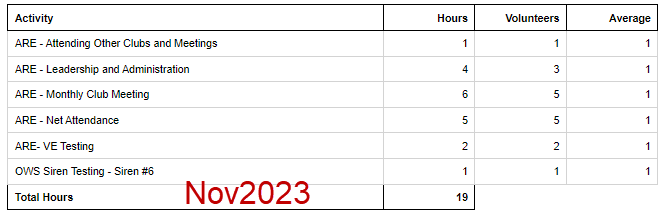 Activity Hours Volunteers Average
ARE - Attending Other Clubs and Meetings 1 1 1
ARE - Leadership and Administration 4 3 1
ARE - Monthly Club Meeting 6 5 1
ARE - Net Attendance 5 5 1
ARE- VE Testing 2 2 1
OWS Siren Testing - Siren #6 1 1 1
Total Hours 19
Nov2023